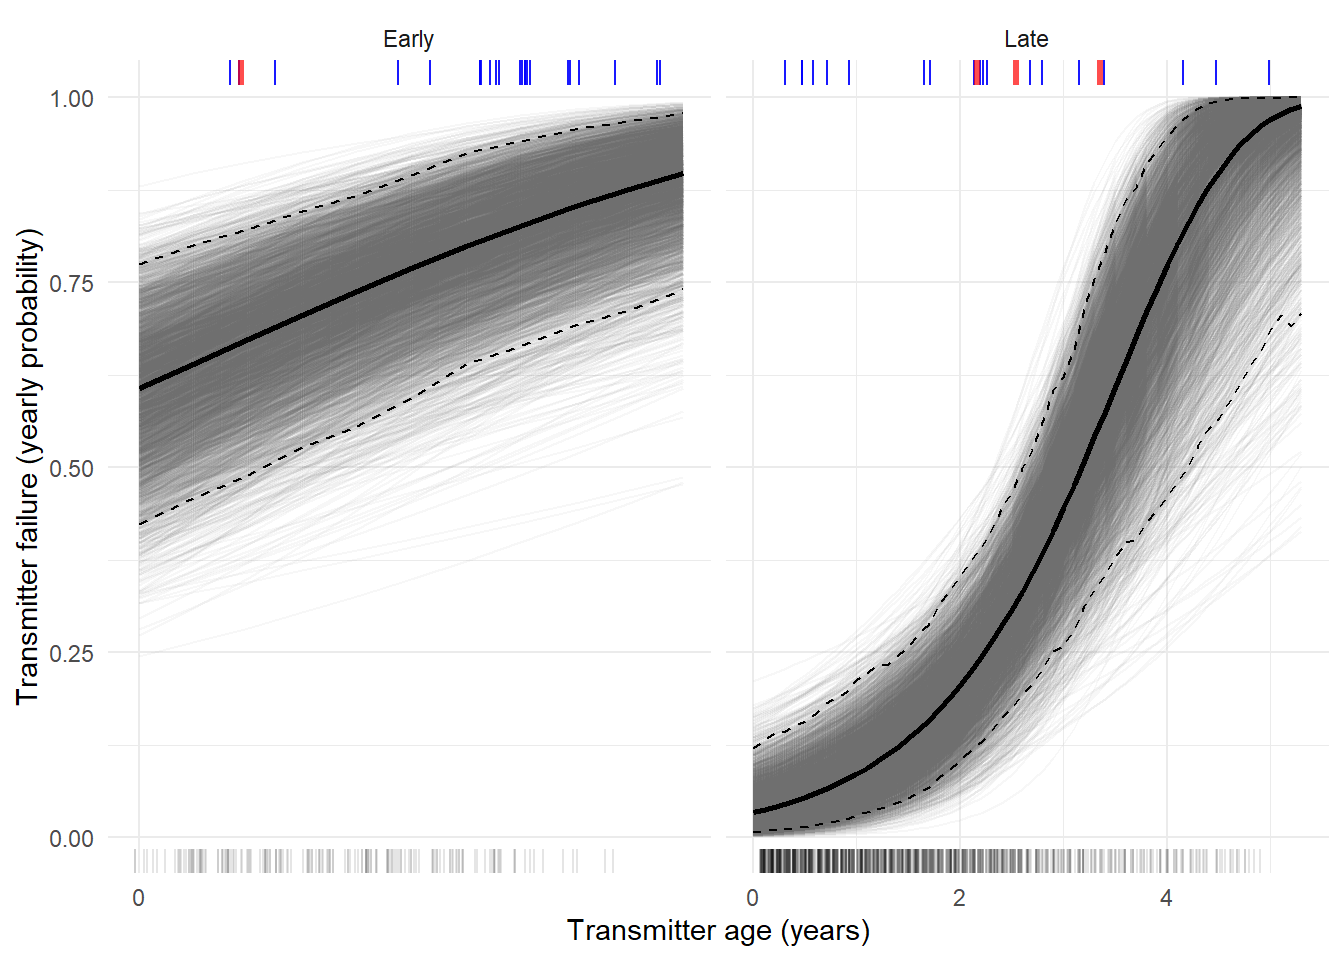 Early
Late
1.00
0.75
0.50
0.25
0.00
0
0
2
4
Transmitter age (years)
Transmitter failure (yearly probability)